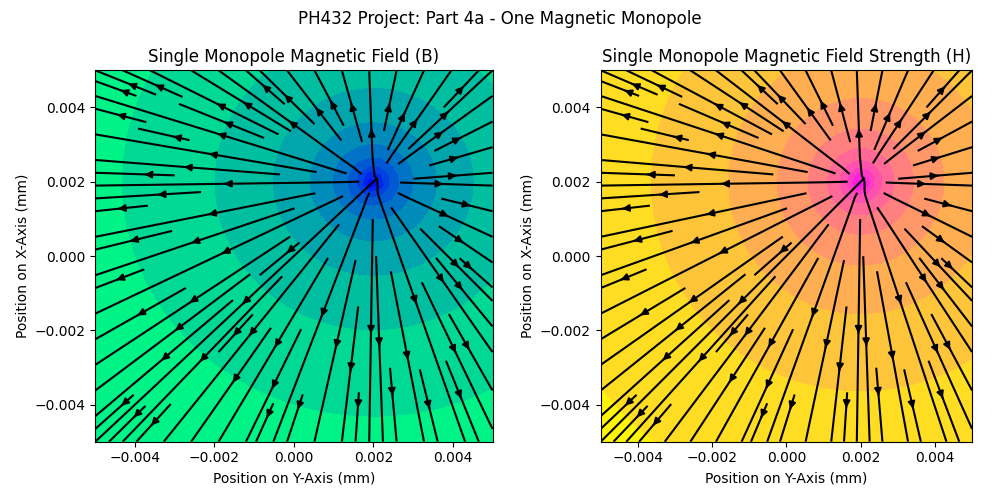 PH432 Project: Part 4a - One Magnetic Monopole
Single Monopole Magnetic Field (B)
Position on X-Axis (mm)
0.004
0.002
0.000
−0.002
−0.004
−0.004 −0.002 0.000 0.002 0.004
Position on Y-Axis (mm)
Single Monopole Magnetic Field Strength (H)
Position on X-Axis (mm)
0.004
0.002
0.000
−0.002
−0.004
−0.004 −0.002 0.000 0.002 0.004
Position on Y-Axis (mm)